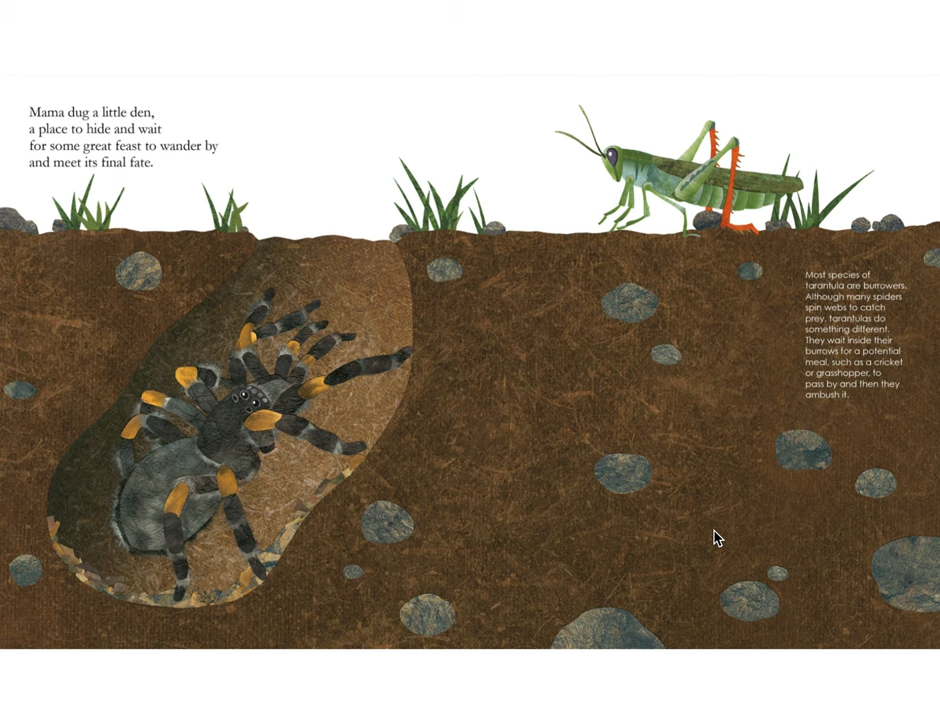 Mama dug a little den,
a place to hide and wait
for some great feast to wander by
and meet its final fate.
Most species of
tarantula are burrowers.
Although many spiders
spin webs to catch
prey, tarantulas do
something different.
They wait inside their
burrows for a potential
meal, such as a cricket
or grasshopper, to
pass by and then they
ambush it.